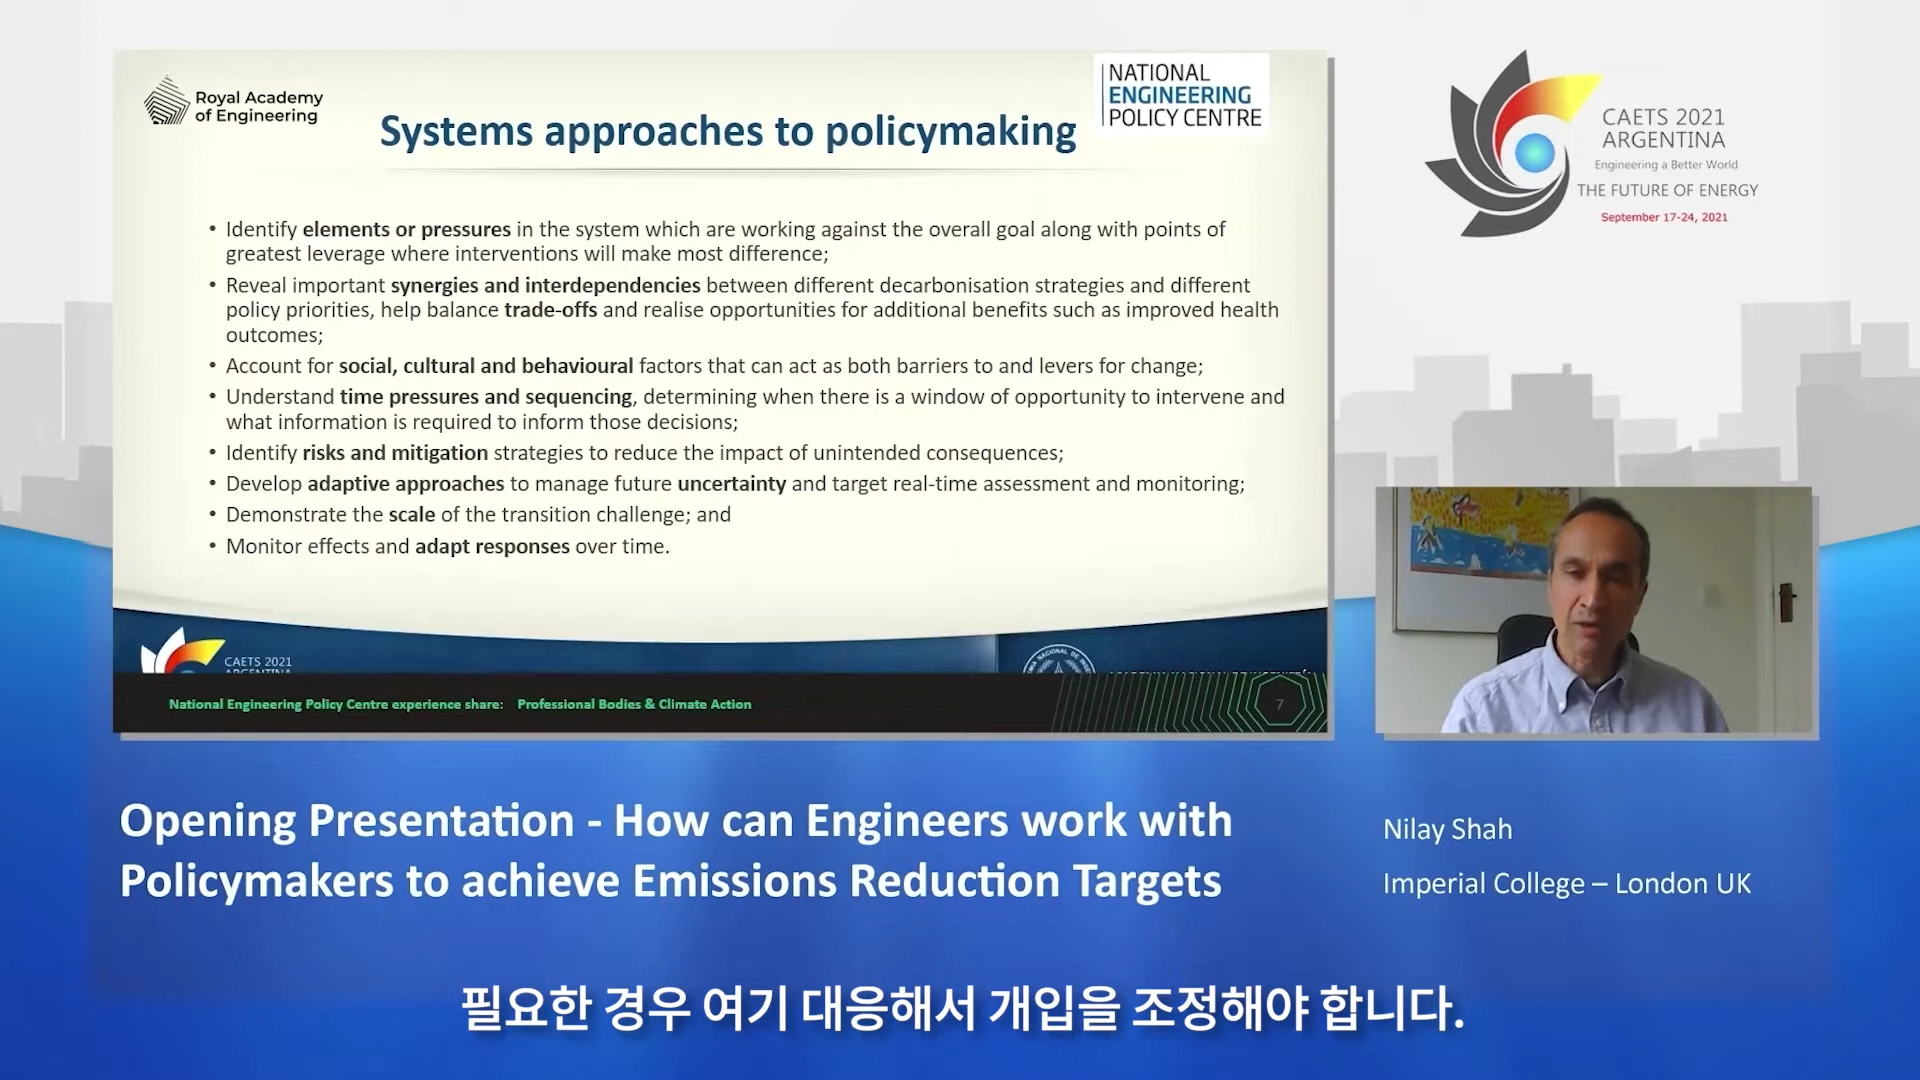 Royal Academy
of Engineering
Systems approaches to policymaking
NATIONAL
ENGINEERING
POLICY CENTRE
• Identify elements or pressures in the system which are working against the overall goal along with points of
greatest leverage where interventions will make most difference;
• Reveal important synergies and interdependencies between different decarbonisation strategies and different
policy priorities, help balance trade-offs and realise opportunities for additional benefits such as improved health
outcomes;
• Account for social, cultural and behavioural factors that can act as both barriers to and levers for change;
• Understand time pressures and sequencing, determining when there is a window of opportunity to intervene and
what information is required to inform those decisions;
• Identify risks and mitigation strategies to reduce the impact of unintended consequences;
• Develop adaptive approaches to manage future uncertainty and target real-time assessment and monitoring;
• Demonstrate the scale of the transition challenge; and
• Monitor effects and adapt responses over time.
CAETS 2021
National Engineering Policy Centre experience share: Professional Bodies & Climate Action
7
CAETS 2021
ARGENTINA
Engineering a Better World
THE FUTURE OF ENERGY
September 17-24, 2021
Opening Presentation - How can Engineers work with
Policymakers to achieve Emissions Reduction Targets
Nilay Shah
Imperial College – London UK
필요한 경우 여기 대응해서 개입을 조정해야 합니다.